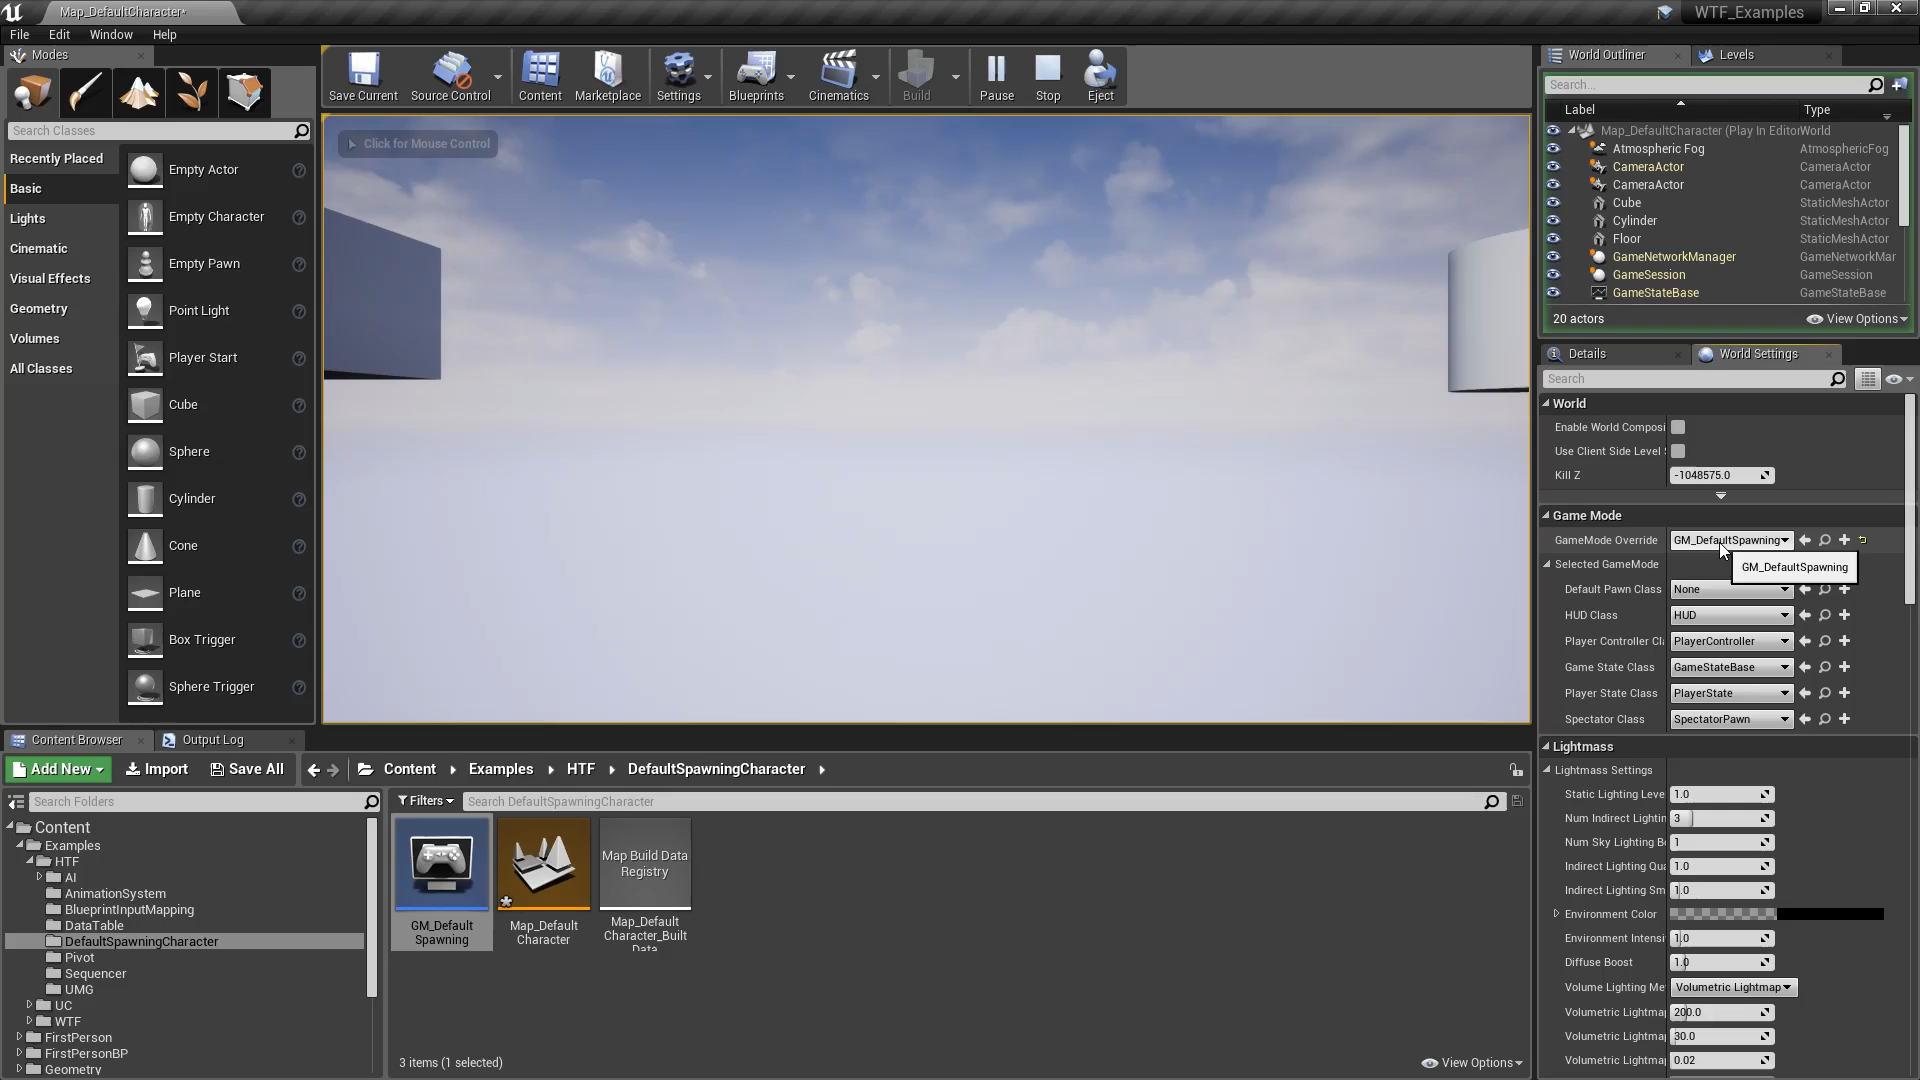 Map_DefaultCharacter*
WTF_Examples
File Edit Window Help
Modes
Search Classes
Recently Placed
Basic
Lights
Cinematic
Visual Effects
Geometry
Volumes
All Classes
Empty Actor
Empty Character
Empty Pawn
Point Light
Player Start
Cube
Sphere
Cylinder
Cone
Plane
Box Trigger
Sphere Trigger
Save Current
Source Control
Content
Marketplace
Settings
Blueprints
Cinematics
Build
Pause
Stop
Eject
Click for Mouse Control
World Outliner
Levels
Search...
Label Type
Map_DefaultCharacter (Play In Editor World
Atmospheric Fog AtmosphericFog
CameraActor CameraActor
CameraActor CameraActor
Cube StaticMeshActor
Cylinder StaticMeshActor
Floor StaticMeshActor
GameNetworkManager GameNetworkMar
GameSession GameSession
GameStateBase GameStateBase
20 actors View Options
Details
World Settings
Search
World
Enable World Composi
Use Client Side Level
Kill Z -1048575.0
Game Mode
GameMode Override GM_DefaultSpawning
GM_DefaultSpawning
Selected GameMode
Default Pawn Class None
HUD Class HUD
Player Controller Cl PlayerController
Game State Class GameStateBase
Player State Class PlayerState
Spectator Class SpectatorPawn
Lightmass
Lightmass Settings
Static Lighting Leve 1.0
Num Indirect Lightin 3
Num Sky Lighting B 1
Indirect Lighting Qua 1.0
Indirect Lighting Sm 1.0
Environment Color
Environment Intensi 1.0
Diffuse Boost 1.0
Volume Lighting Me Volumetric Lightmap
Volumetric Lightma 200.0
Volumetric Lightma 30.0
Volumetric Lightma 0.02
Content Browser
Output Log
Add New Import Save All
Content Examples HTF DefaultSpawningCharacter
Search Folders
Filters Search DefaultSpawningCharacter
Content
Examples
HTF
AI
AnimationSystem
BlueprintInputMapping
DataTable
DefaultSpawningCharacter
Pivot
Sequencer
UMG
UC
WTF
FirstPerson
FirstPersonBP
Geometry
GM_Default
Spawning
Map_Default
Character
Map Build Data
Registry
Map_Default
Character_Built
Data
3 items (1 selected)
View Options